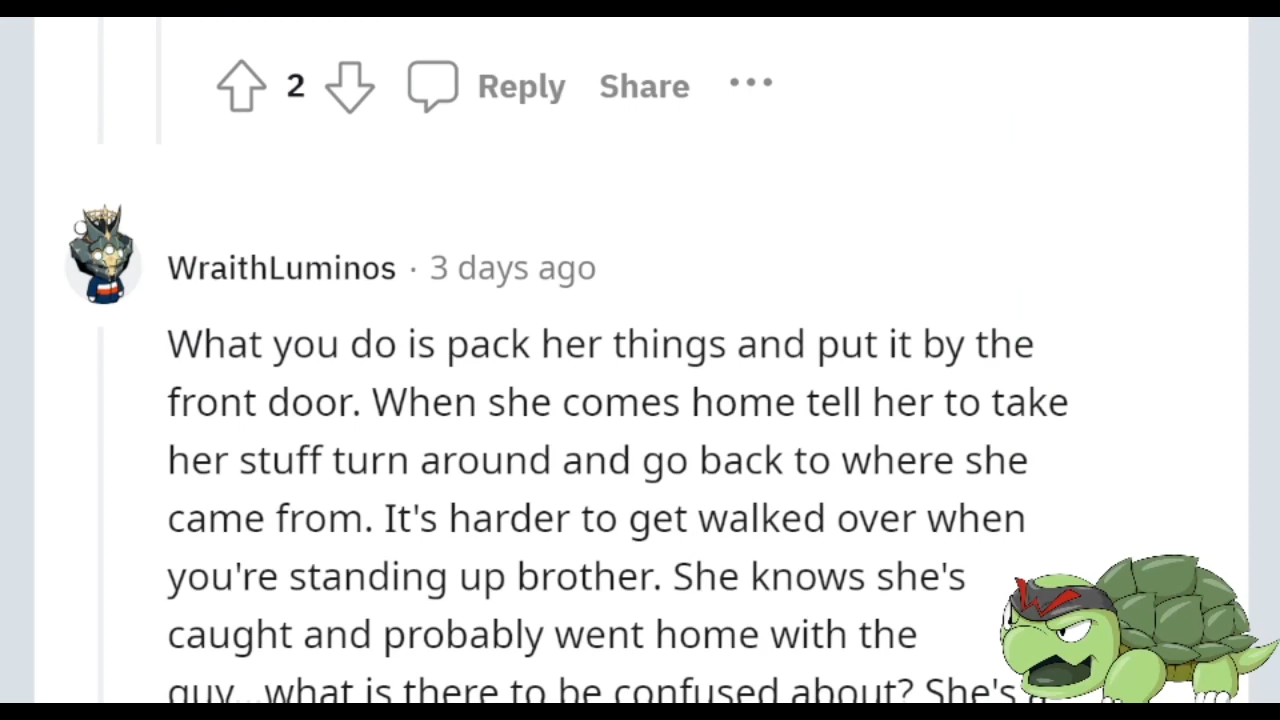 2 Reply Share ...
WraithLuminos · 3 days ago
What you do is pack her things and put it by the
front door. When she comes home tell her to take
her stuff turn around and go back to where she
came from. It's harder to get walked over when
you're standing up brother. She knows she's
caught and probably went home with the
guy...what is there to be confused about? She's